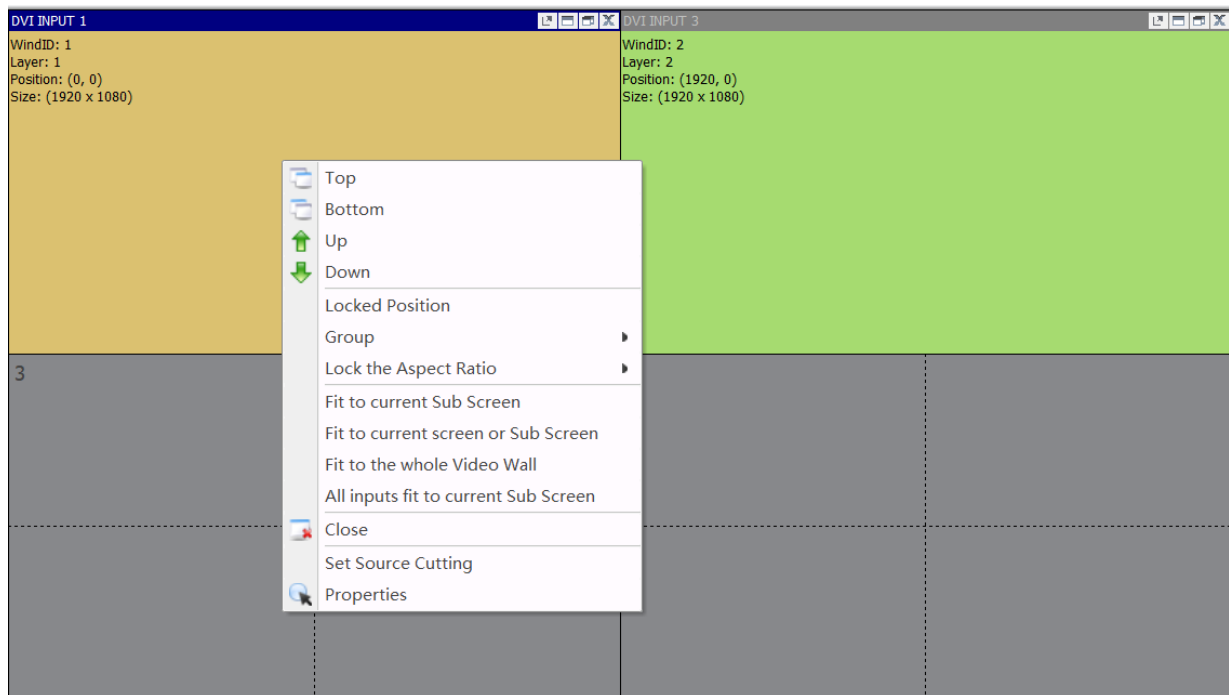 DVI INPUT 1
WindID: 1
Layer: 1
Position: (0, 0)
Size: (1920 x 1080)
DVI INPUT 3
WindID: 2
Layer: 2
Position: (1920, 0)
Size: (1920 x 1080)
Top
Bottom
Up
Down
Locked Position
Group
Lock the Aspect Ratio
Fit to current Sub Screen
Fit to current screen or Sub Screen
Fit to the whole Video Wall
All inputs fit to current Sub Screen
Close
Set Source Cutting
Properties
3